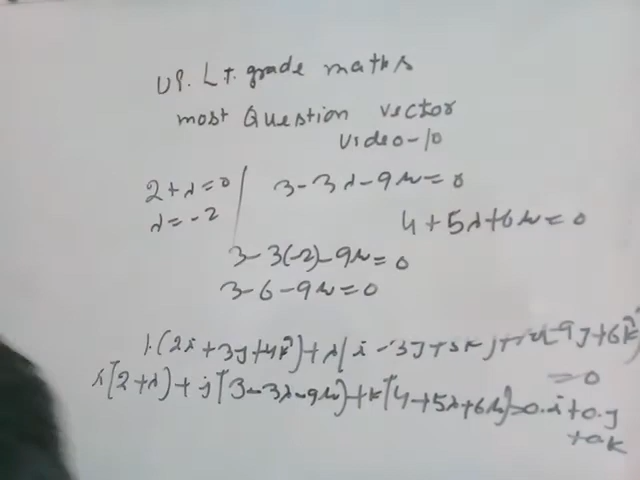 UP. LT. grade maths
most Question vector
video-10
2+λ=0 3-3λ-9μ=0
λ=-2 4+5λ+6μ=0
3-3(-2)-9μ=0
3-6-9μ=0
1.(2i+3j+4k̂)+λ(i-3j+5k)+μ(-9j+6k̂)
=0
i(2+λ)+j(3-3λ-9μ)+k(4+5λ+6μ)=0.i+0.j
+0k